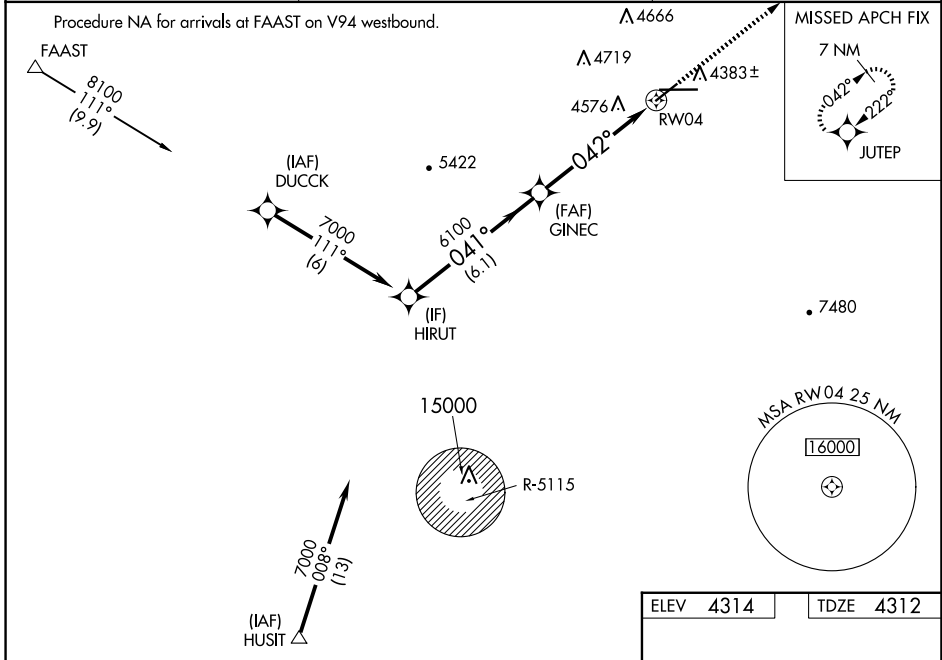 Procedure NA for arrivals at FAAST on V94 westbound.
4666
MISSED APCH FIX
FAAST
4719
7 NM
8100
111°
(9.9)
4383±
4576
RW04
042°
222°
JUTEP
(IAF)
DUCCK
5422
042°
7000
111°
(6)
6100
041°
(6.1)
(FAF)
GINEC
(IF)
HIRUT
7480
15000
MSA RW04 25 NM
16000
R-5115
7000
008°
(13)
(IAF)
HUSIT
ELEV 4314
TDZE 4312